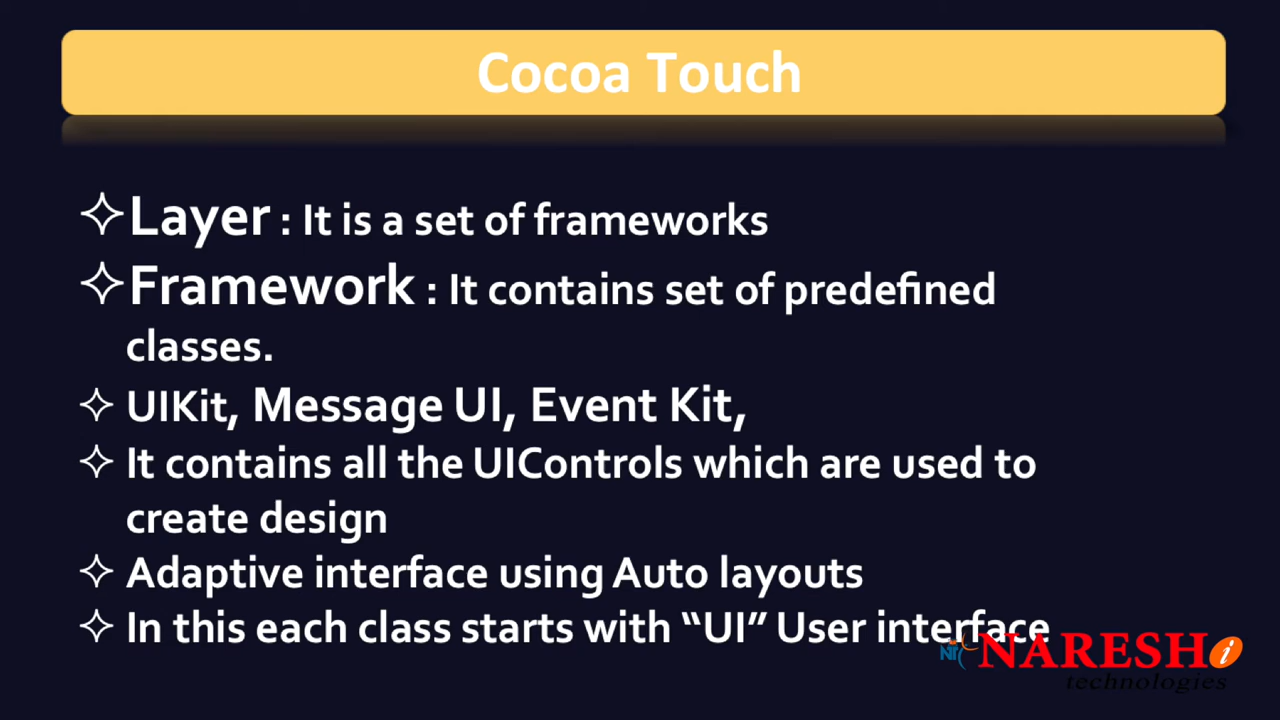 Cocoa Touch
Layer : It is a set of frameworks
Framework : It contains set of predefined
classes.
UIKit, Message UI, Event Kit,
It contains all the UIControls which are used to
create design
Adaptive interface using Auto layouts
In this each class starts with “UI” User interface
NT NARESH i
technologies